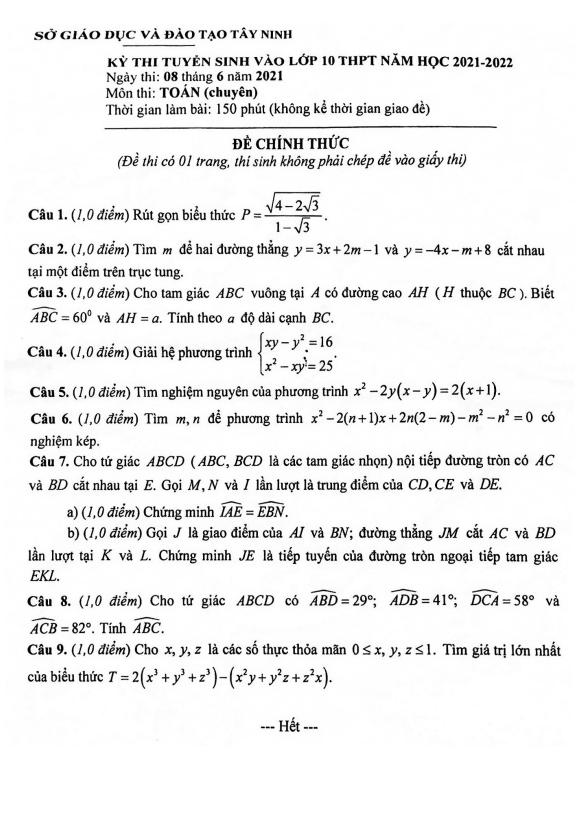 SỞ GIÁO DỤC VÀ ĐÀO TẠO TÂY NINH
KỲ THI TUYỂN SINH VÀO LỚP 10 THPT NĂM HỌC 2021-2022
Ngày thi: 08 tháng 6 năm 2021
Môn thi: TOÁN (chuyên)
Thời gian làm bài: 150 phút (không kể thời gian giao đề)
ĐỀ CHÍNH THỨC
(Đề thi có 01 trang, thí sinh không phải chép đề vào giấy thi)
Câu 1. (1,0 điểm) Rút gọn biểu thức $P = \frac{\sqrt{4-2\sqrt{3}}}{1-\sqrt{3}}$.
Câu 2. (1,0 điểm) Tìm m để hai đường thẳng $y = 3x + 2m - 1$ và $y = -4x - m + 8$ cắt nhau
tại một điểm trên trục tung.
Câu 3. (1,0 điểm) Cho tam giác ABC vuông tại A có đường cao AH (H thuộc BC). Biết
$\widehat{ABC} = 60^0$ và $AH = a$. Tính theo a độ dài cạnh BC.
Câu 4. (1,0 điểm) Giải hệ phương trình $\begin{cases} xy - y^2 = 16 \\ x^2 - xy = 25 \end{cases}$.
Câu 5. (1,0 điểm) Tìm nghiệm nguyên của phương trình $x^2 - 2y(x-y) = 2(x+1)$.
Câu 6. (1,0 điểm) Tìm m, n để phương trình $x^2 - 2(n+1)x + 2n(2-m) - m^2 - n^2 = 0$ có
nghiệm kép.
Câu 7. Cho tứ giác ABCD (ABC, BCD là các tam giác nhọn) nội tiếp đường tròn có AC
và BD cắt nhau tại E. Gọi M, N và I lần lượt là trung điểm của CD, CE và DE.
a) (1,0 điểm) Chứng minh $\widehat{IAE} = \widehat{EBN}$.
b) (1,0 điểm) Gọi J là giao điểm của AI và BN; đường thẳng JM cắt AC và BD
lần lượt tại K và L. Chứng minh JE là tiếp tuyến của đường tròn ngoại tiếp tam giác
EKL.
Câu 8. (1,0 điểm) Cho tứ giác ABCD có $\widehat{ABD} = 29°$; $\widehat{ADB} = 41°$; $\widehat{DCA} = 58°$ và
$\widehat{ACB} = 82°$. Tính $\widehat{ABC}$.
Câu 9. (1,0 điểm) Cho x, y, z là các số thực thỏa mãn $0 \le x, y, z \le 1$. Tìm giá trị lớn nhất
của biểu thức $T = 2(x^3 + y^3 + z^3) - (x^2y + y^2z + z^2x)$.
--- Hết ---